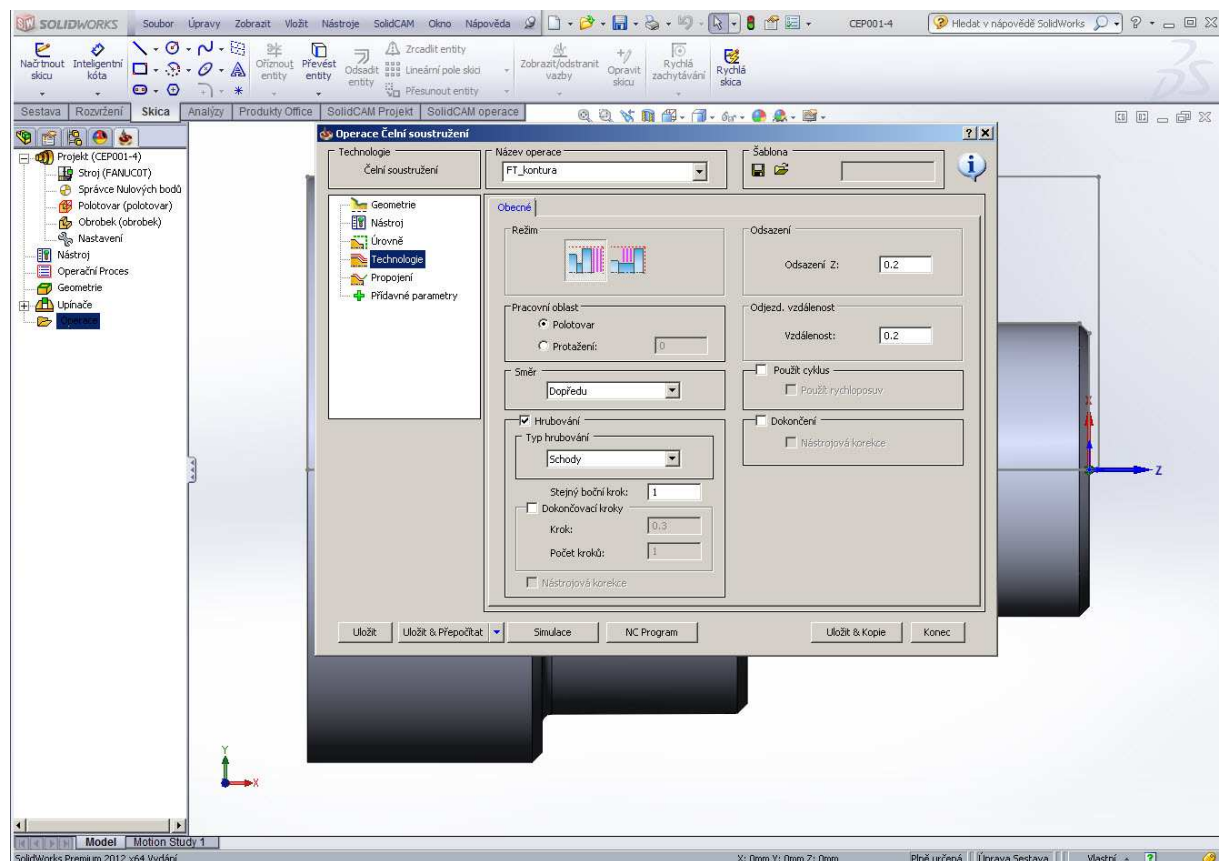 SOLIDWORKS Soubor Úpravy Zobrazit Vložit Nástroje SolidCAM Okno Nápověda CEP001-4 Hledat v nápovědě SolidWorks
Načrtnout skicu
Inteligentní kóta
Oříznout entity
Převést entity
Odsadit entity
Zrcadlit entity
Lineární pole skici
Přesunout entity
Zobrazit/odstranit vazby
Opravit skicu
Rychlá zachytávání
Rychlá skica
Sestava Rozvržení Skica Analýzy Produkty Office SolidCAM Projekt SolidCAM operace
Projekt (CEP001-4)
Stroj (FANUC0T)
Správce Nulových bodů
Polotovar (polotovar)
Obrobek (obrobek)
Nastavení
Nástroj
Operační Proces
Geometrie
Upínače
Operace
Operace Čelní soustružení
Technologie
Čelní soustružení
Název operace
FT_kontura
Šablona
Geometrie
Nástroj
Úrovně
Technologie
Propojení
Přídavné parametry
Obecné
Režim
Pracovní oblast
Polotovar
Protažení: 0
Směr
Dopředu
Hrubování
Typ hrubování
Schody
Stejný boční krok: 1
Dokončovací kroky
Krok: 0.3
Počet kroků: 1
Nástrojová korekce
Odsazení
Odsazení Z: 0.2
Odjezd. vzdálenost
Vzdálenost: 0.2
Použít cyklus
Použít rychloposuv
Dokončení
Nástrojová korekce
Uložit Uložit & Přepočítat Simulace NC Program Uložit & Kopie Konec
X
Z
Y
X
Model Motion Study 1
SolidWorks Premium 2012 x64 Vydání X: 0mm Y: 0mm Z: 0mm Plně určená Úprava Sestava Vlastní